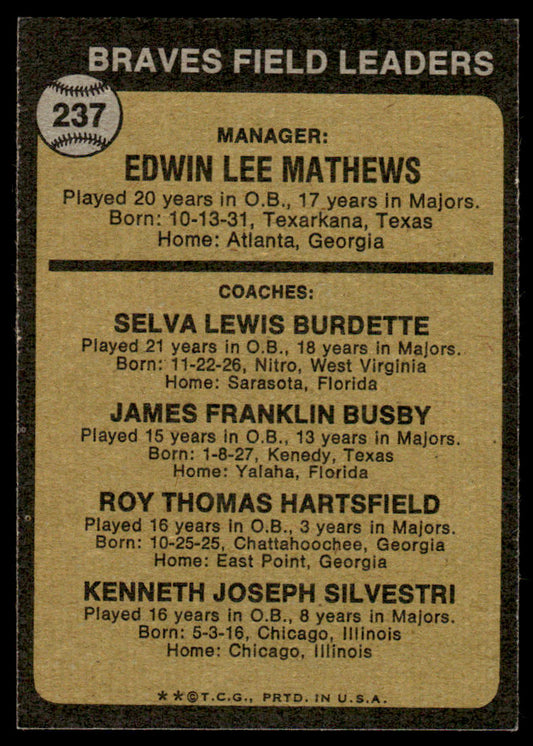 BRAVES FIELD LEADERS
237
MANAGER:
EDWIN LEE MATHEWS
Played 20 years in O.B., 17 years in Majors.
Born: 10-13-31, Texarkana, Texas
Home: Atlanta, Georgia
COACHES:
SELVA LEWIS BURDETTE
Played 21 years in O.B., 18 years in Majors.
Born: 11-22-26, Nitro, West Virginia
Home: Sarasota, Florida
JAMES FRANKLIN BUSBY
Played 15 years in O.B., 13 years in Majors.
Born: 1-8-27, Kenedy, Texas
Home: Yalaha, Florida
ROY THOMAS HARTSFIELD
Played 16 years in O.B., 3 years in Majors.
Born: 10-25-25, Chattahoochee, Georgia
Home: East Point, Georgia
KENNETH JOSEPH SILVESTRI
Played 16 years in O.B., 8 years in Majors.
Born: 5-3-16, Chicago, Illinois
Home: Chicago, Illinois
**©T.C.G., PRTD. IN U.S.A.